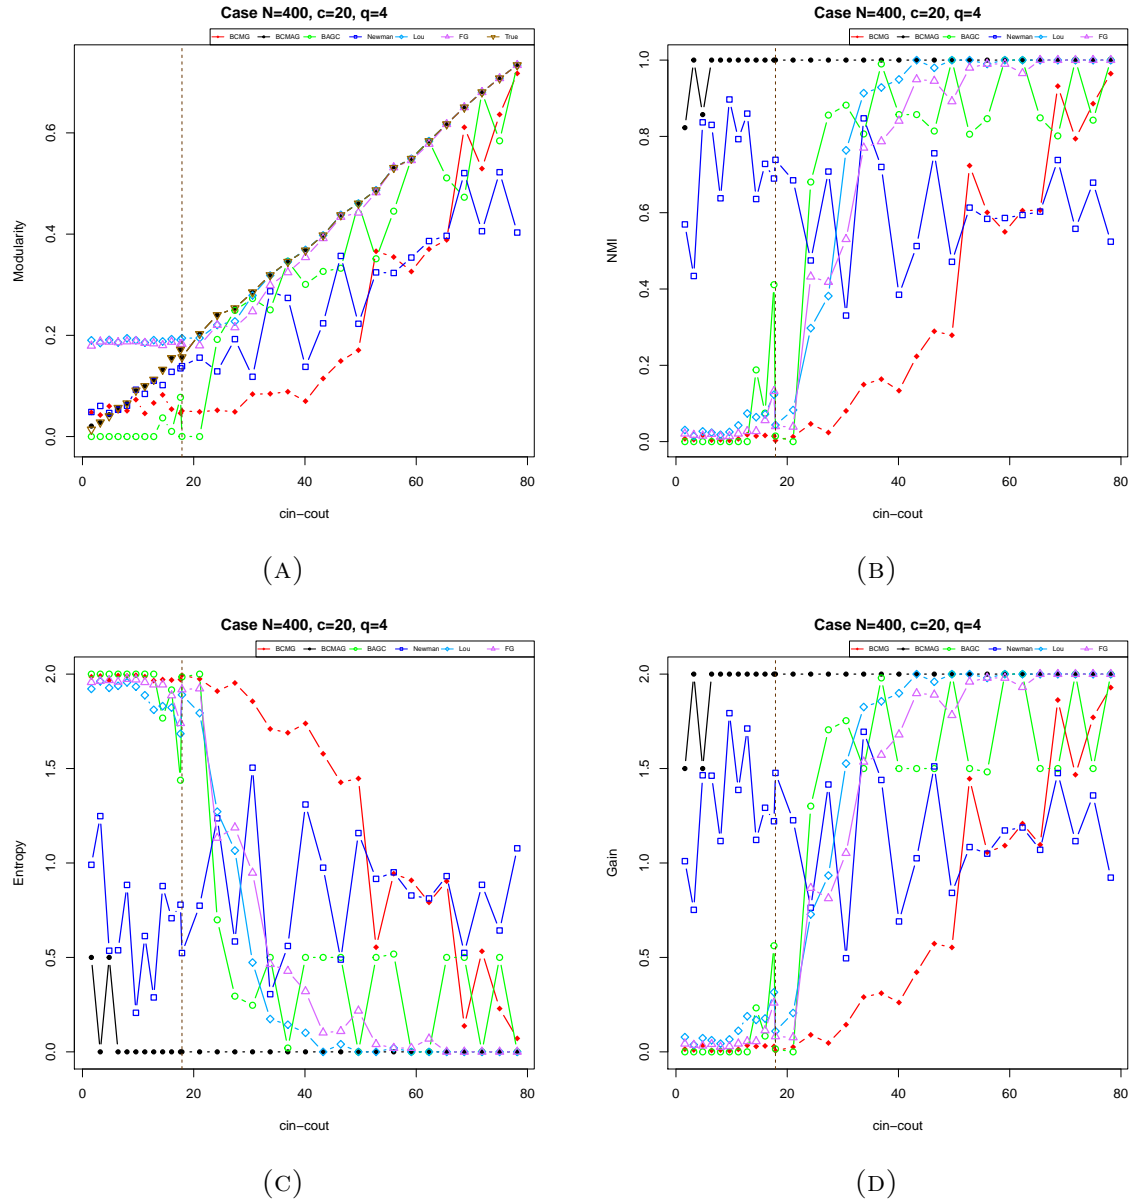 Case N=400, c=20, q=4
BCMG BCMAG BAGC Newman Lou FG True
Modularity
0.0 0.2 0.4 0.6
0 20 40 60 80
cin−cout
(A)
Case N=400, c=20, q=4
BCMG BCMAG BAGC Newman Lou FG
NMI
0.0 0.2 0.4 0.6 0.8 1.0
0 20 40 60 80
cin−cout
(B)
Case N=400, c=20, q=4
BCMG BCMAG BAGC Newman Lou FG
Entropy
0.0 0.5 1.0 1.5 2.0
0 20 40 60 80
cin−cout
(C)
Case N=400, c=20, q=4
BCMG BCMAG BAGC Newman Lou FG
Gain
0.0 0.5 1.0 1.5 2.0
0 20 40 60 80
cin−cout
(D)